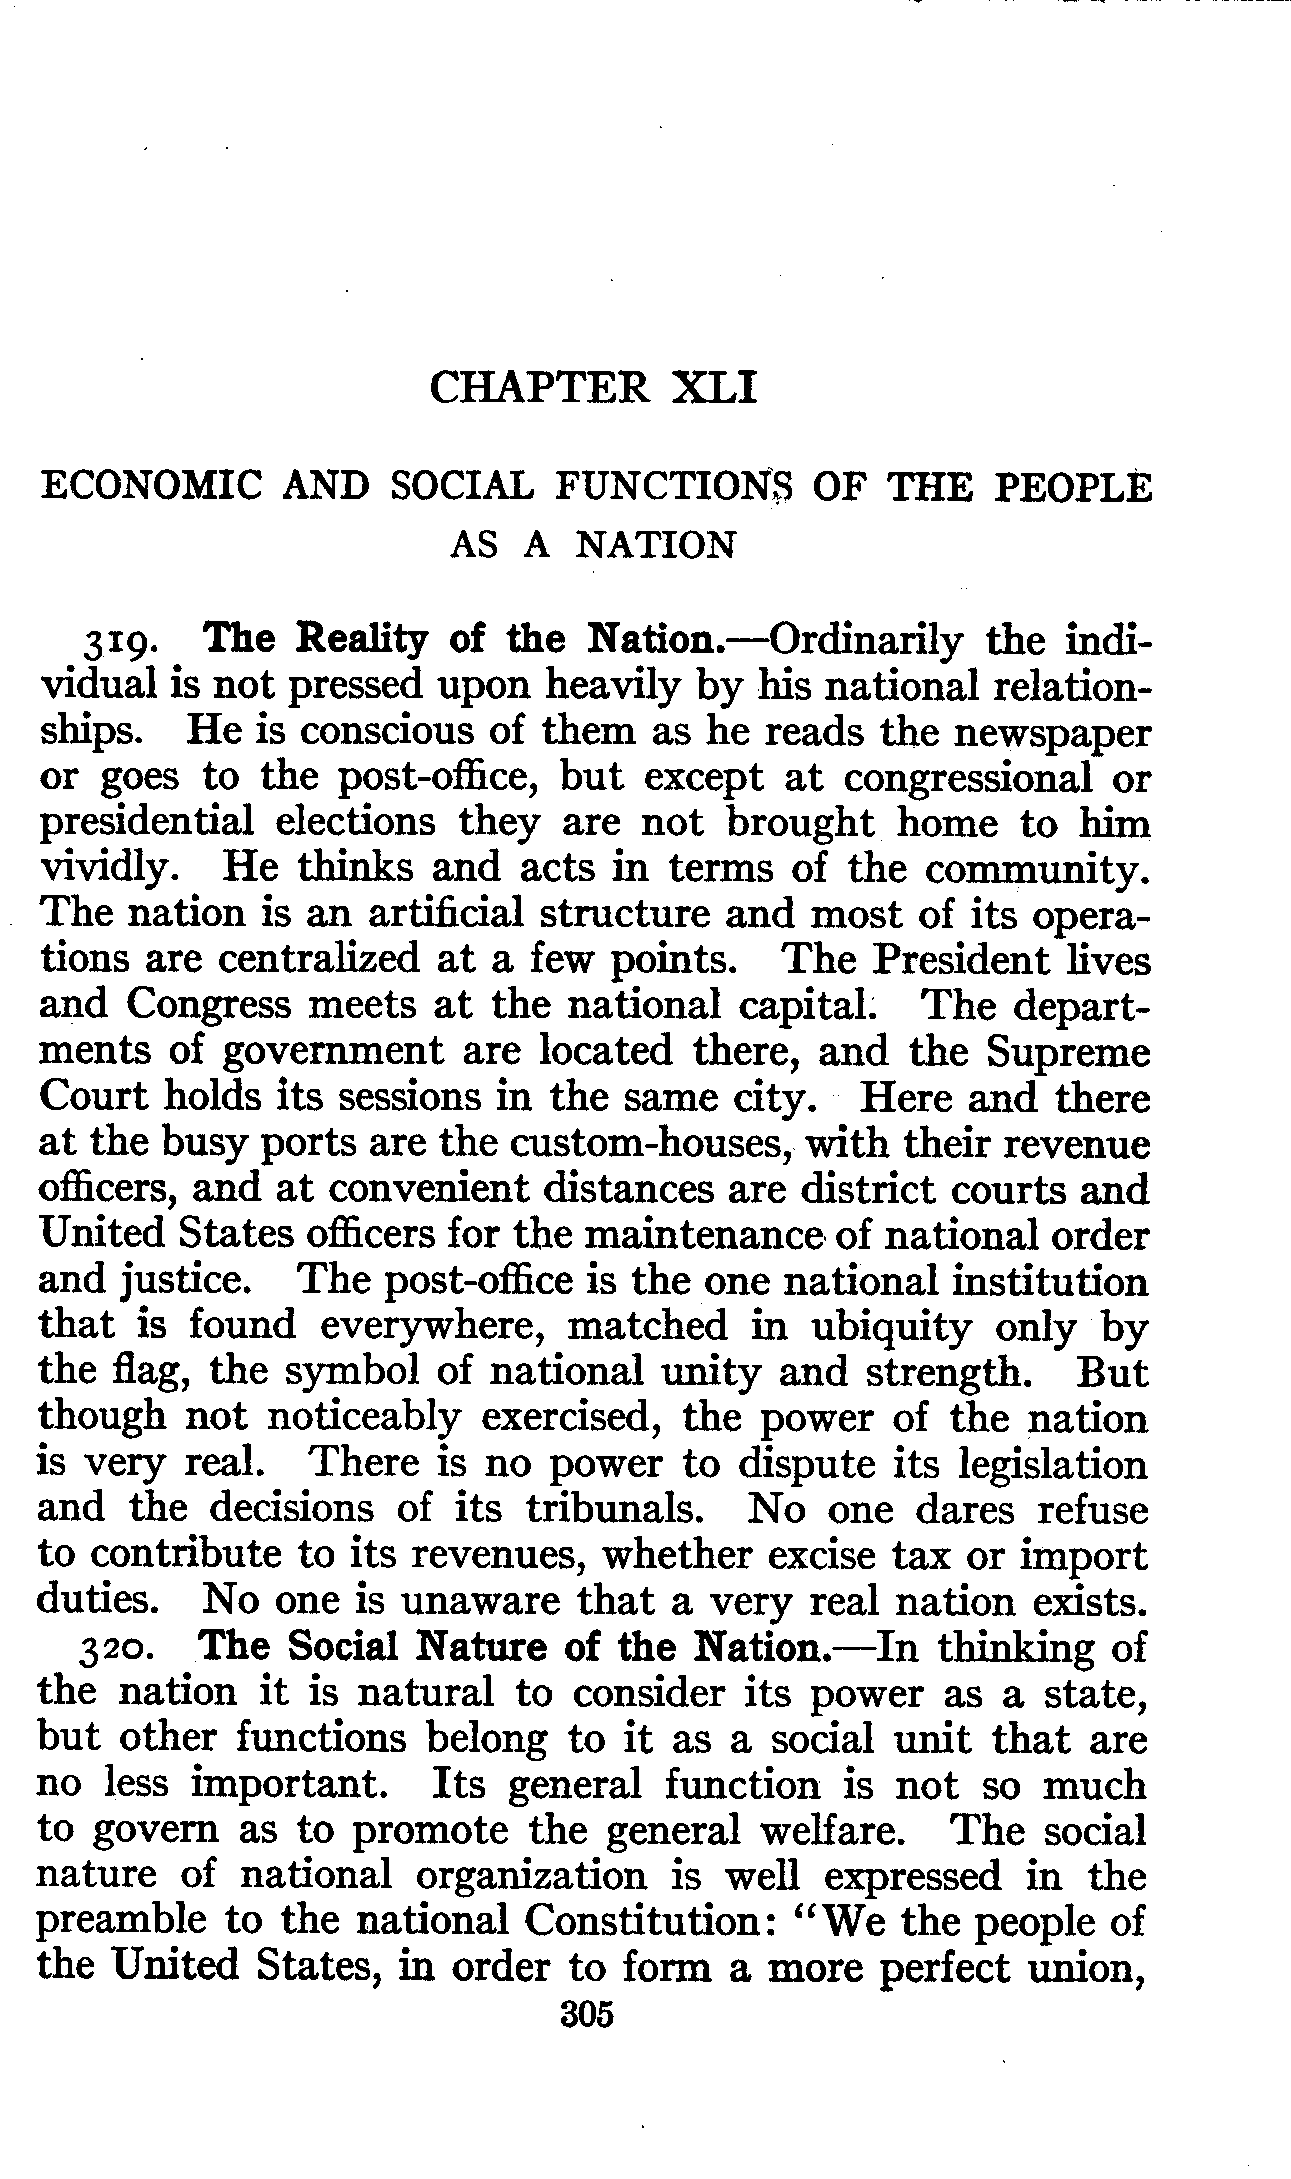 CHAPTER XLI
ECONOMIC AND SOCIAL FUNCTIONS OF THE PEOPLE
AS A NATION
319. The Reality of the Nation.—Ordinarily the indi-
vidual is not pressed upon heavily by his national relation-
ships. He is conscious of them as he reads the newspaper
or goes to the post-office, but except at congressional or
presidential elections they are not brought home to him
vividly. He thinks and acts in terms of the community.
The nation is an artificial structure and most of its opera-
tions are centralized at a few points. The President lives
and Congress meets at the national capital. The depart-
ments of government are located there, and the Supreme
Court holds its sessions in the same city. Here and there
at the busy ports are the custom-houses, with their revenue
officers, and at convenient distances are district courts and
United States officers for the maintenance of national order
and justice. The post-office is the one national institution
that is found everywhere, matched in ubiquity only by
the flag, the symbol of national unity and strength. But
though not noticeably exercised, the power of the nation
is very real. There is no power to dispute its legislation
and the decisions of its tribunals. No one dares refuse
to contribute to its revenues, whether excise tax or import
duties. No one is unaware that a very real nation exists.
320. The Social Nature of the Nation.—In thinking of
the nation it is natural to consider its power as a state,
but other functions belong to it as a social unit that are
no less important. Its general function is not so much
to govern as to promote the general welfare. The social
nature of national organization is well expressed in the
preamble to the national Constitution: "We the people of
the United States, in order to form a more perfect union,
305